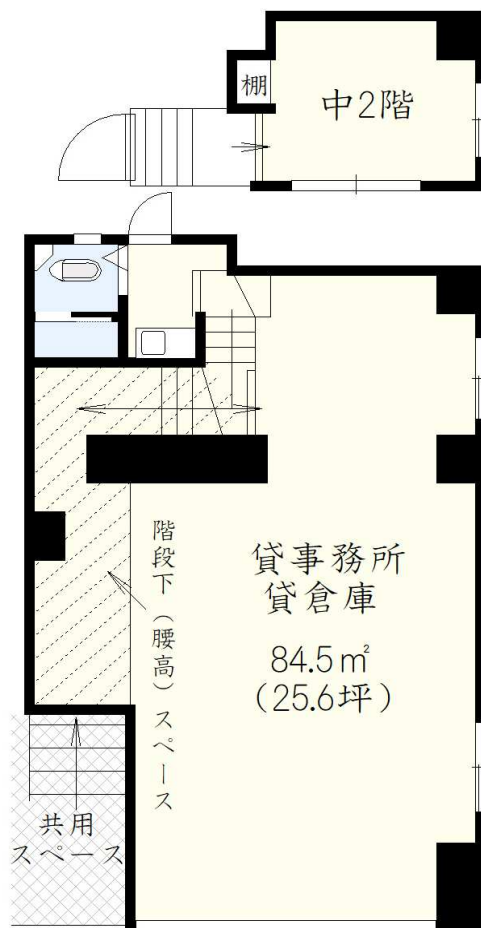 棚
中2階
貸事務所
貸倉庫
84.5㎡
（25.6坪）
階段下（腰高）スペース
共用
スペース